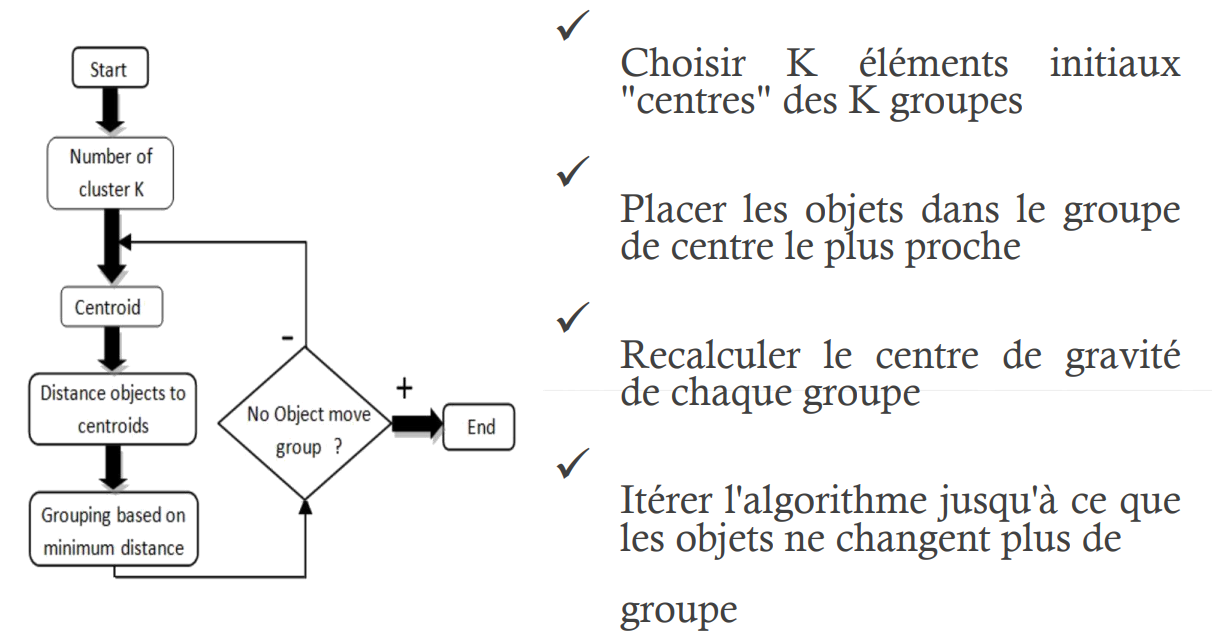 Start
Number of
cluster K
Centroid
Distance objects to
centroids
Grouping based on
minimum distance
-
No Object move
group ?
+
End
✓
Choisir K éléments initiaux
"centres" des K groupes
✓
Placer les objets dans le groupe
de centre le plus proche
✓
Recalculer le centre de gravité
de chaque groupe
✓
Itérer l'algorithme jusqu'à ce que
les objets ne changent plus de
groupe